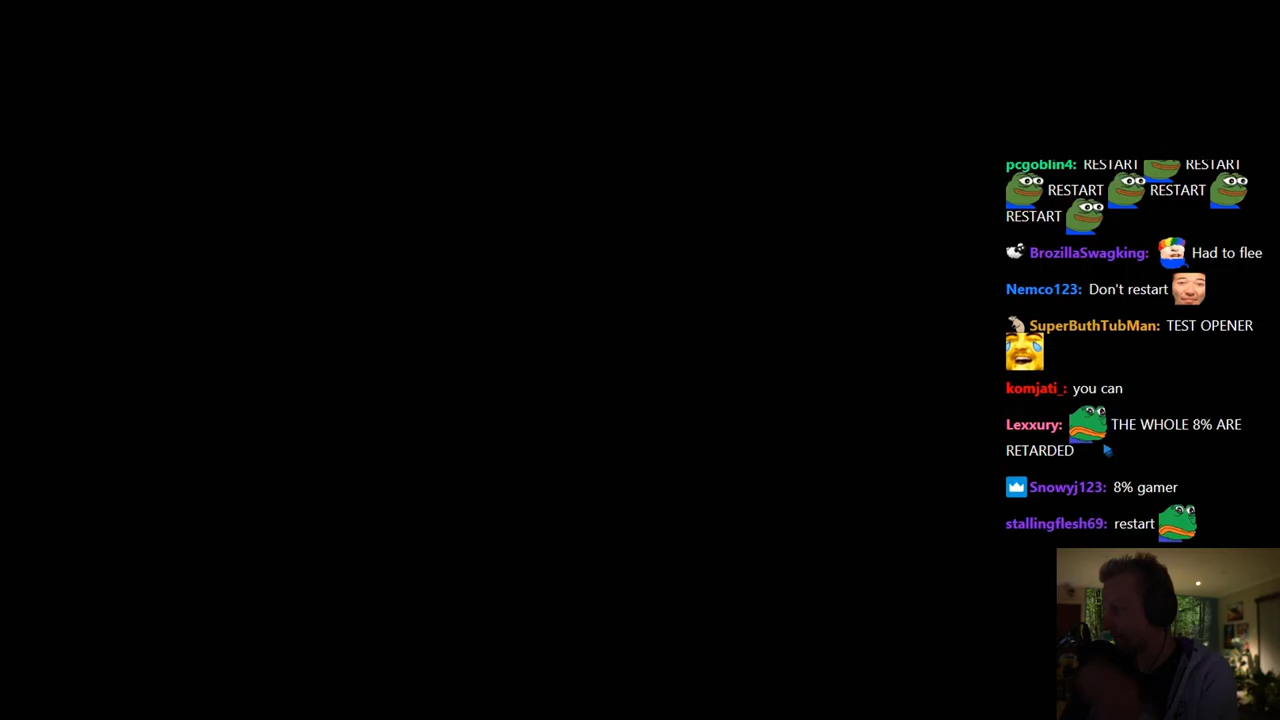 pcgoblin4: RESTART RESTART
RESTART RESTART
RESTART
BrozillaSwagking: Had to flee
Nemco123: Don't restart
SuperButhTubMan: TEST OPENER
komjati_: you can
Lexxury: THE WHOLE 8% ARE
RETARDED
Snowyj123: 8% gamer
stallingflesh69: restart